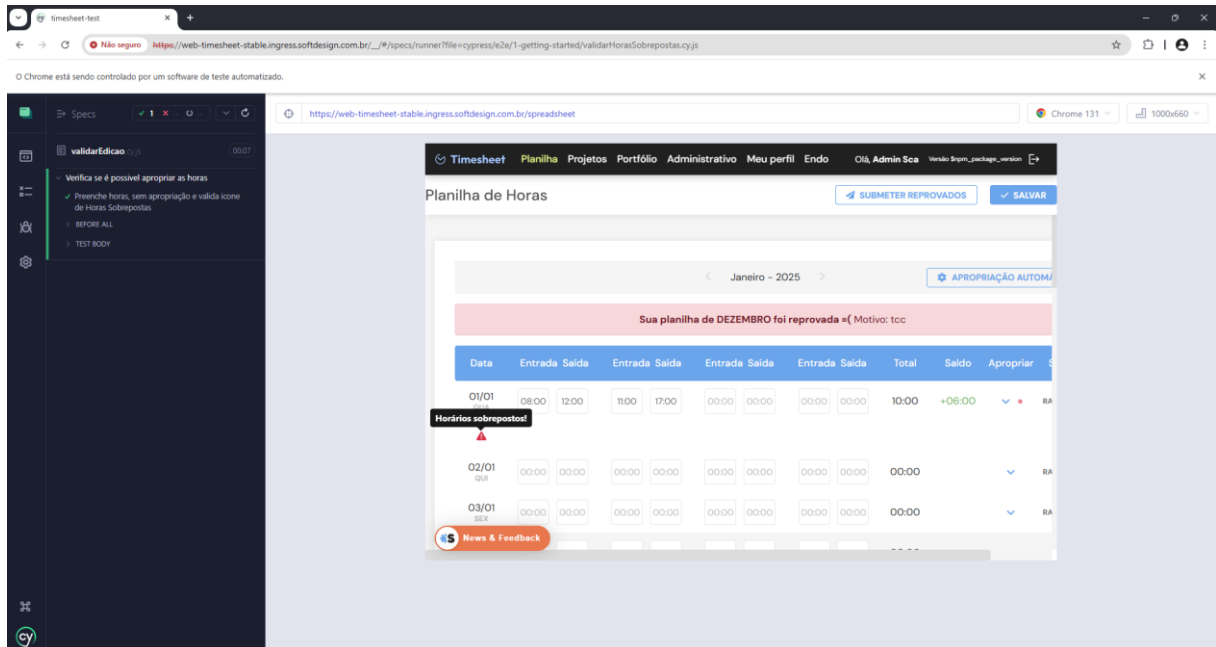 timesheet-test
Não seguro https://web-timesheet-stable.ingress.softdesign.com.br/__/#/specs/runner?file=cypress/e2e/1-getting-started/validarHorasSobrepostas.cy.js
O Chrome está sendo controlado por um software de teste automatizado.
Specs 1 -- --
https://web-timesheet-stable.ingress.softdesign.com.br/spreadsheet
Chrome 131
1000x660
validarEdicao.cy.js 00:07
Verifica se é possivel apropriar as horas
Preenche horas, sem apropriação e valida icone
de Horas Sobrepostas
BEFORE ALL
TEST BODY
Timesheet Planilha Projetos Portfólio Administrativo Meu perfil Endo Olá, Admin Sca Versão $npm_package_version
Planilha de Horas
SUBMETER REPROVADOS
SALVAR
Janeiro - 2025
APROPRIAÇÃO AUTOMÁ
Sua planilha de DEZEMBRO foi reprovada =( Motivo: tcc
Data Entrada Saída Entrada Saída Entrada Saída Entrada Saída Total Saldo Apropriar S
01/01 08:00 12:00 11:00 17:00 00:00 00:00 00:00 00:00 10:00 +06:00 RA
QUA
Horários sobrepostos!
02/01 00:00 00:00 00:00 00:00 00:00 00:00 00:00 00:00 00:00 RA
QUI
03/01 00:00 00:00 00:00 00:00 00:00 00:00 00:00 00:00 00:00 RA
SEX
S News & Feedback
cy